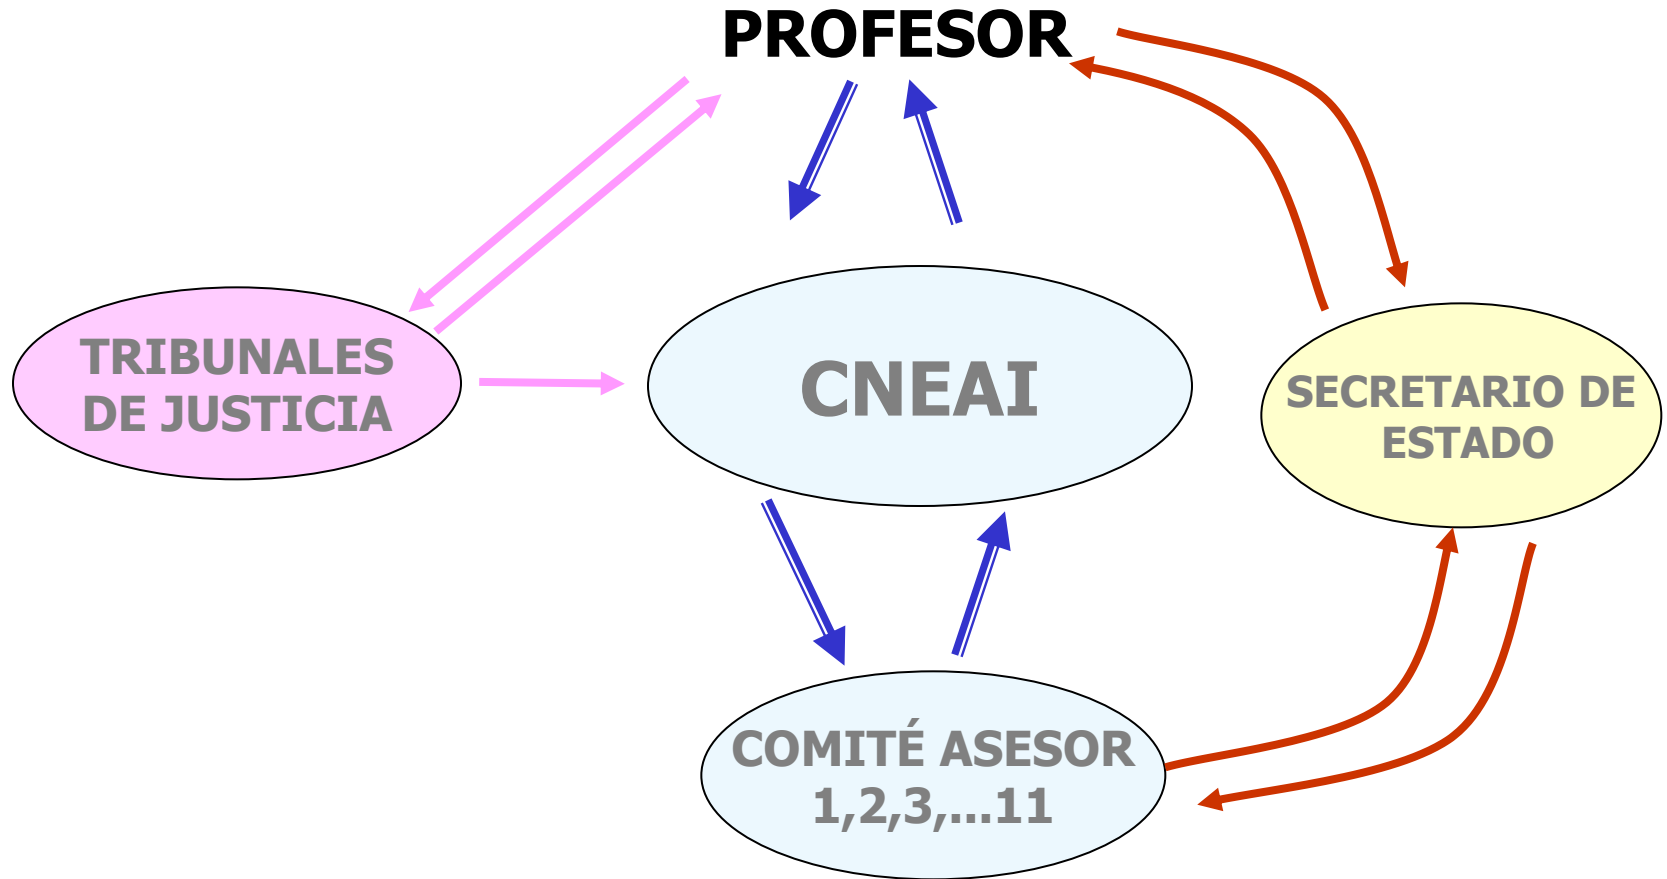 PROFESOR
TRIBUNALES
DE JUSTICIA
CNEAI
SECRETARIO DE
ESTADO
COMITÉ ASESOR
1,2,3,...11